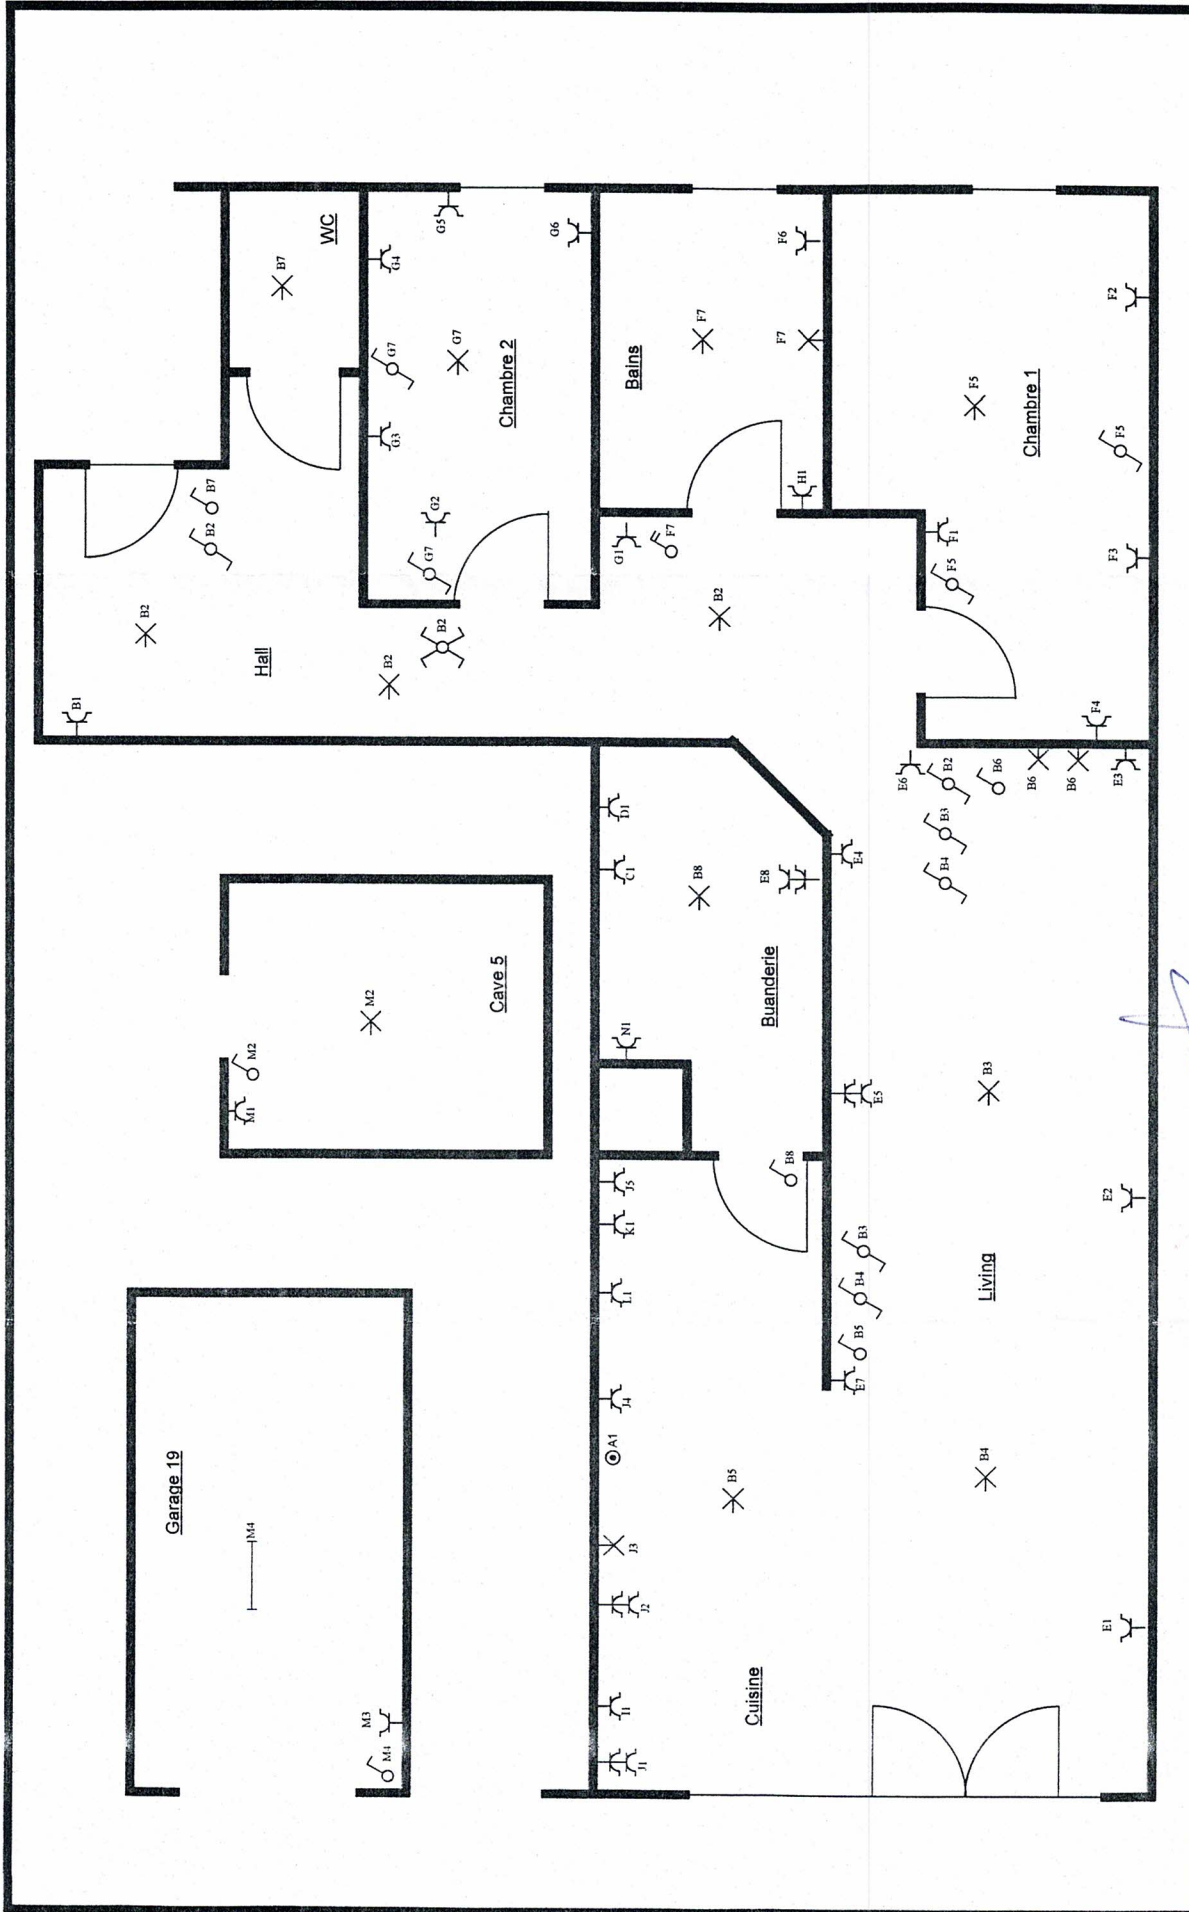 Garage 19
M4
M3
M4
Cave 5
M1
M2
M2
Hall
B1
B2
B2
B7
B2
B2
B2
WC
B7
Chambre 2
G3
G7
G4
G5
G6
G7
G2
G7
Bains
G1
F7
F7
F7
F6
H1
Chambre 1
F1
F5
F5
F5
F2
F3
F4
Buanderie
N1
C1
D1
B8
E8
B8
Cuisine
J1
I1
J2
J3
A1
J4
L1
K1
J5
B5
Living
E7
B5
B4
B3
E5
E4
B4
B3
B4
B3
B2
E6
B6
B6
B6
E3
E1
E2